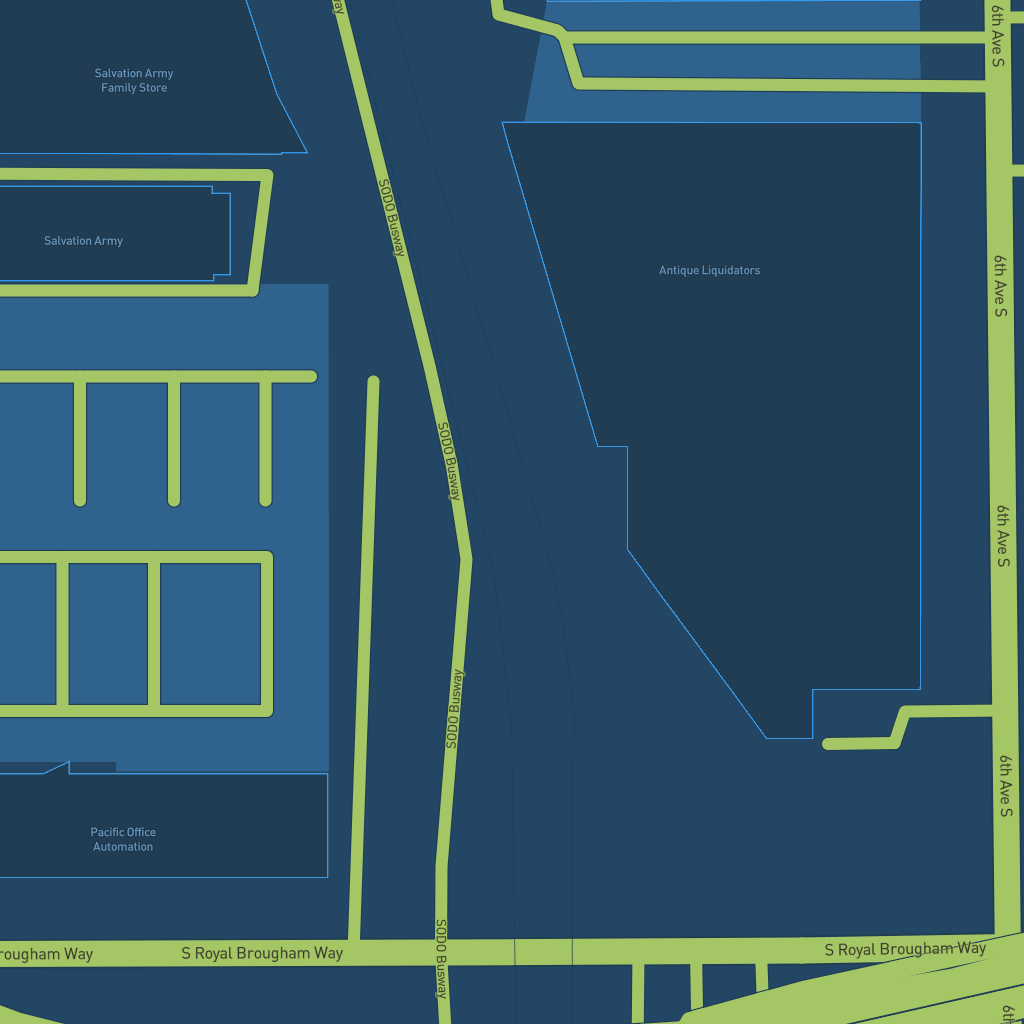 way
6th Ave S
Salvation Army
Family Store
SODO Busway
Salvation Army
Antique Liquidators
6th Ave S
SODO Busway
6th Ave S
SODO Busway
6th Ave S
Pacific Office
Automation
rougham Way
S Royal Brougham Way
SODO Busway
S Royal Brougham Way
6th